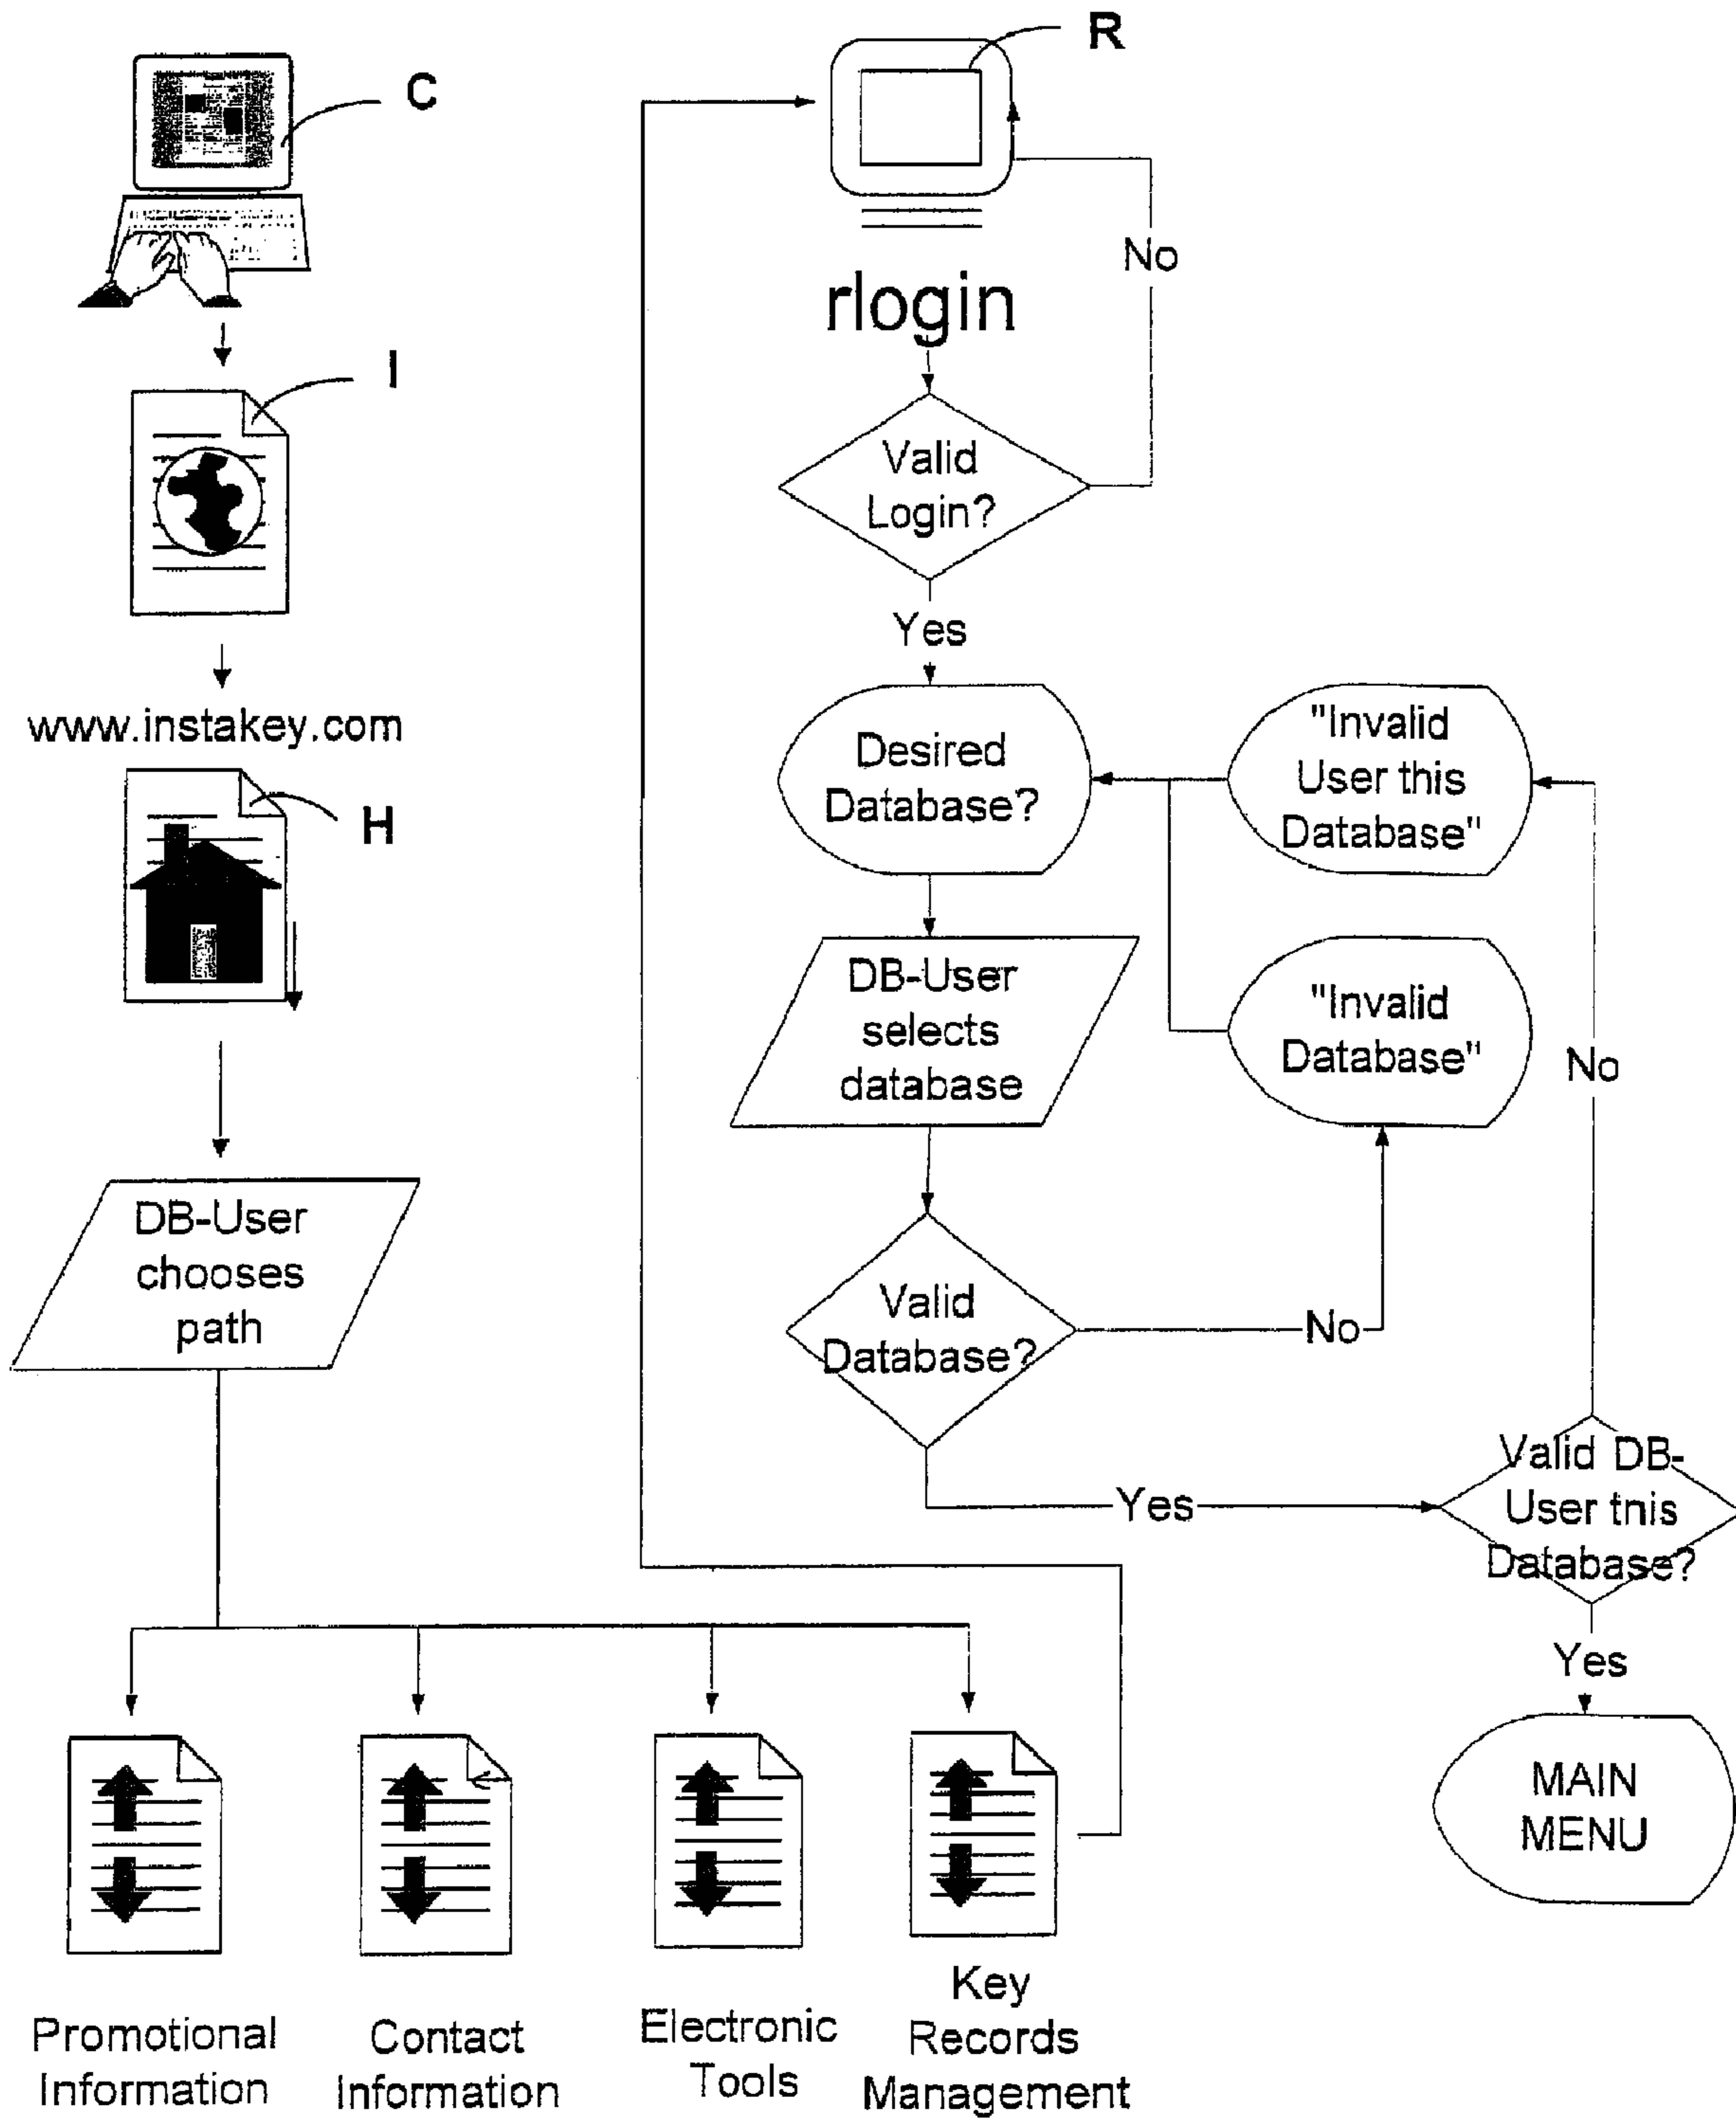 C
I
www.instakey.com
H
DB-User
chooses
path
Promotional
Information
Contact
Information
Electronic
Tools
Key
Records
Management
R
rlogin
No
Valid
Login?
Yes
Desired
Database?
"Invalid
User this
Database"
DB-User
selects
database
"Invalid
Database"
No
Valid
Database?
No
Yes
Valid DB-
User tnis
Database?
Yes
MAIN
MENU